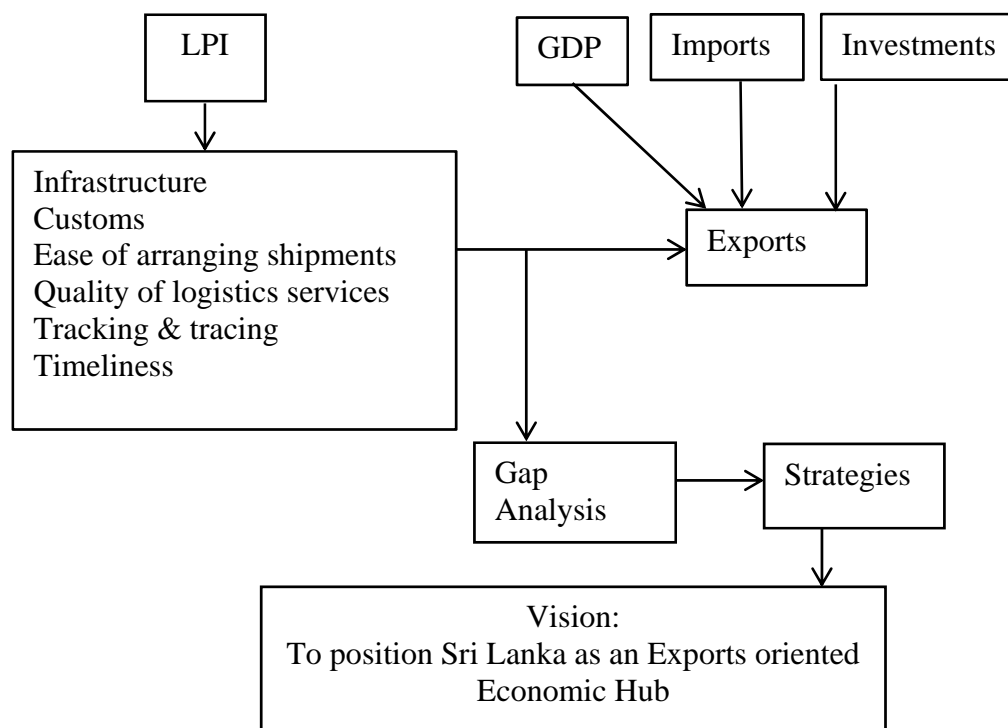 LPI
GDP
Imports
Investments
Infrastructure
Customs
Ease of arranging shipments
Quality of logistics services
Tracking & tracing
Timeliness
Exports
Gap
Analysis
Strategies
Vision:
To position Sri Lanka as an Exports oriented
Economic Hub